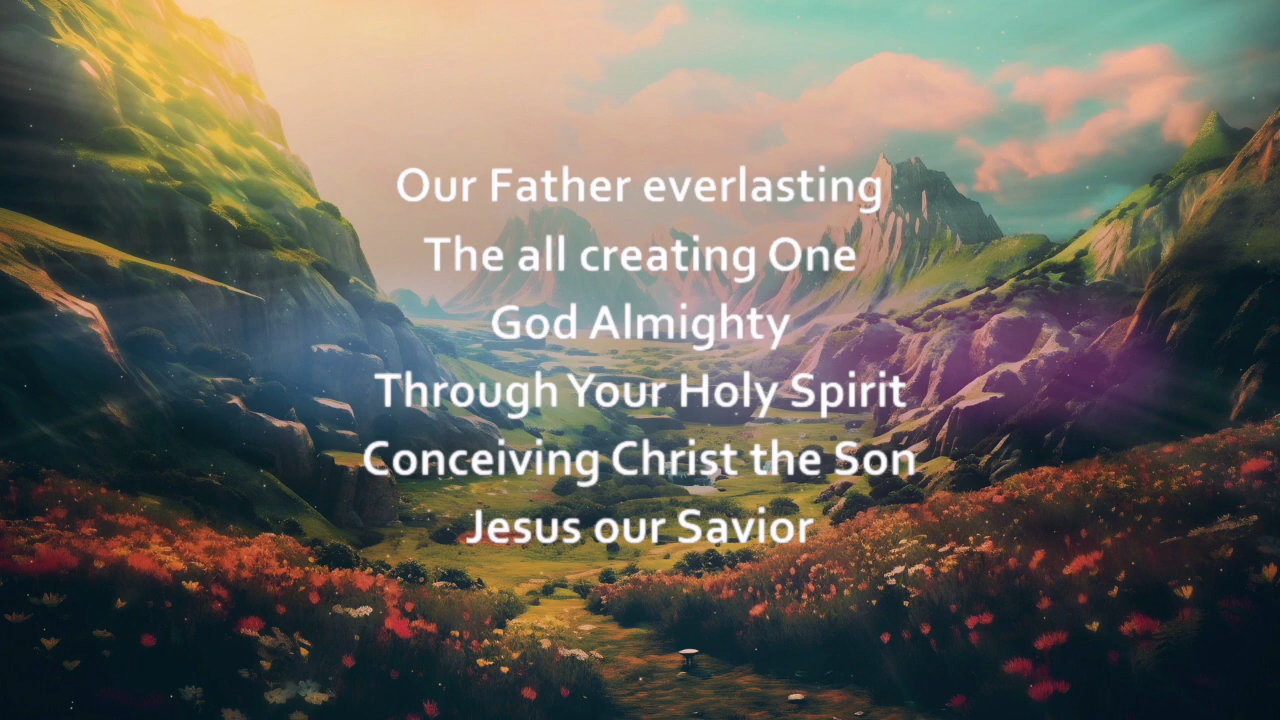 Our Father everlasting
The all creating One
God Almighty
Through Your Holy Spirit
Conceiving Christ the Son
Jesus our Savior